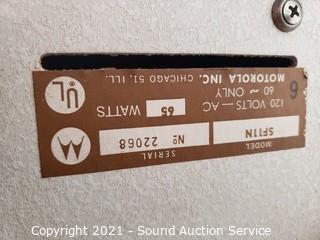 MODEL SERIAL
SF11N Nº 22068
120 VOLTS—AC 65 WATTS
60 ~ ONLY
MOTOROLA INC. CHICAGO 51, ILL.
6
UL
Copyright © 2021 - Sound Auction Service